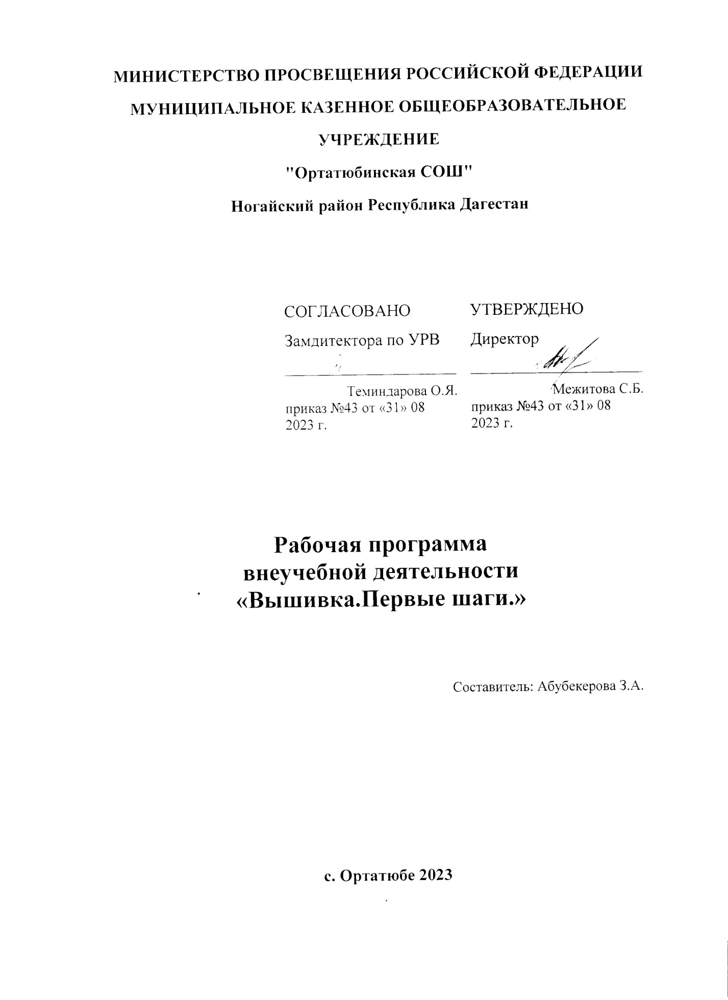 МИНИСТЕРСТВО ПРОСВЕЩЕНИЯ РОССИЙСКОЙ ФЕДЕРАЦИИ
МУНИЦИПАЛЬНОЕ КАЗЕННОЕ ОБЩЕОБРАЗОВАТЕЛЬНОЕ
УЧРЕЖДЕНИЕ
"Ортатюбинская СОШ"
Ногайский район Республика Дагестан
СОГЛАСОВАНО
Замдитектора по УРВ
Теминдарова О.Я.
приказ №43 от «31» 08
2023 г.
УТВЕРЖДЕНО
Директор
Межитова С.Б.
приказ №43 от «31» 08
2023 г.
Рабочая программа
внеучебной деятельности
«Вышивка.Первые шаги.»
Составитель: Абубекерова З.А.
с. Ортатюбе 2023